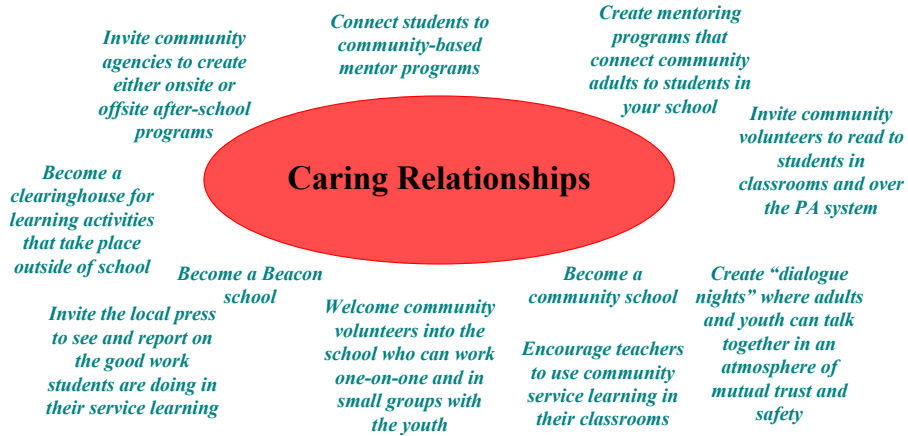 Invite community
agencies to create
either onsite or
offsite after-school
programs
Connect students to
community-based
mentor programs
Create mentoring
programs that
connect community
adults to students in
your school
Invite community
volunteers to read to
students in
classrooms and over
the PA system
Caring Relationships
Become a
clearinghouse for
learning activities
that take place
outside of school
Become a Beacon
school
Become a
community school
Create “dialogue
nights” where adults
and youth can talk
together in an
atmosphere of
mutual trust and
safety
Invite the local press
to see and report on
the good work
students are doing in
their service learning
Welcome community
volunteers into the
school who can work
one-on-one and in
small groups with
the youth
Encourage teachers
to use community
service learning in
their classrooms